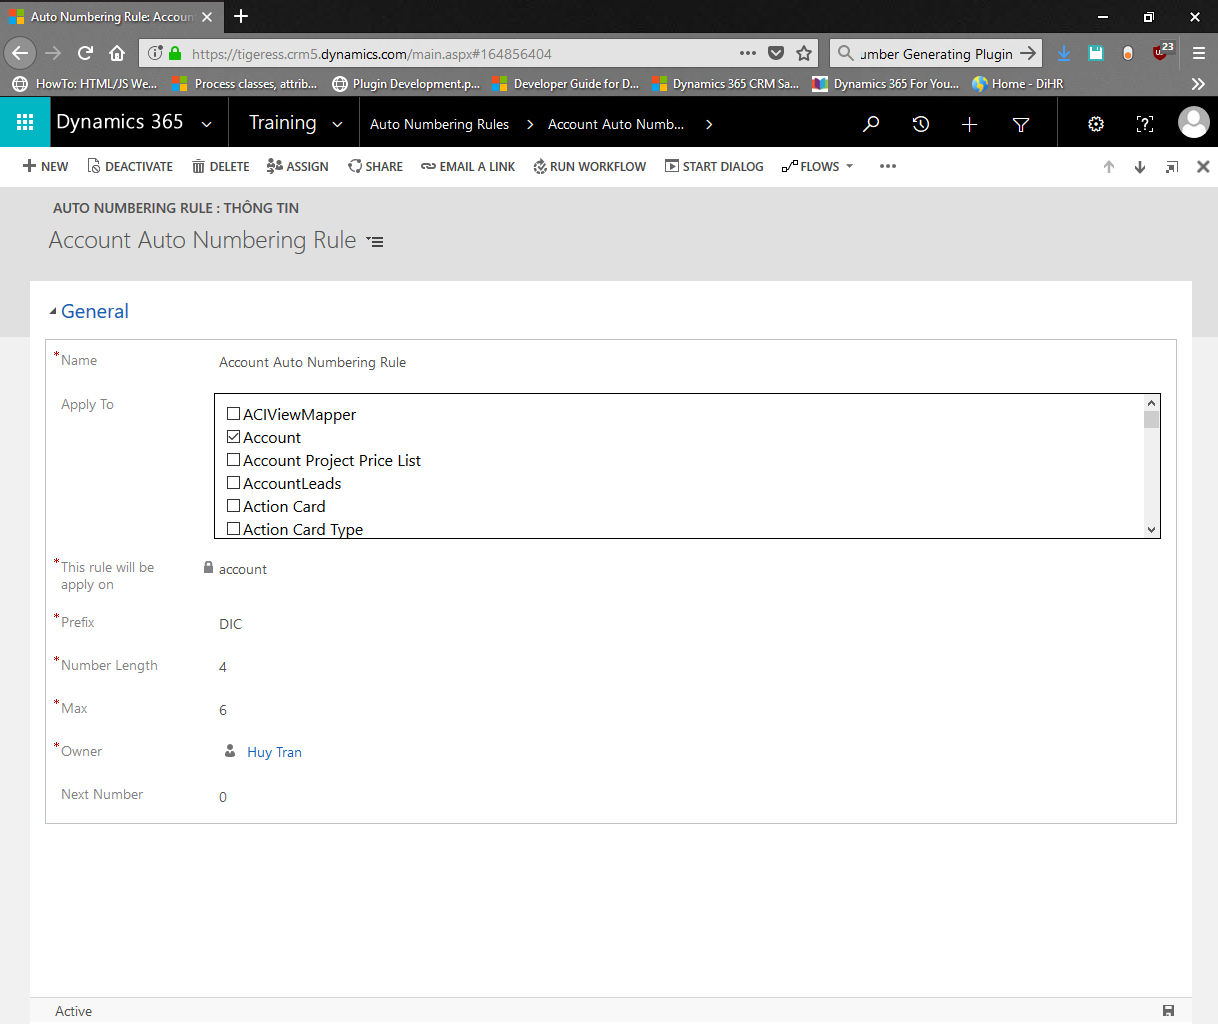 Auto Numbering Rule: Accoun
https://tigeress.crm5.dynamics.com/main.aspx#164856404
umber Generating Plugin
23
HowTo: HTML/JS We...
Process classes, attrib...
Plugin Development.p...
Developer Guide for D...
Dynamics 365 CRM Sa...
Dynamics 365 For You...
Home - DiHR
Dynamics 365
Training
Auto Numbering Rules
Account Auto Numb...
NEW
DEACTIVATE
DELETE
ASSIGN
SHARE
EMAIL A LINK
RUN WORKFLOW
START DIALOG
FLOWS
AUTO NUMBERING RULE : THÔNG TIN
Account Auto Numbering Rule
General
*Name
Account Auto Numbering Rule
Apply To
ACIViewMapper
Account
Account Project Price List
AccountLeads
Action Card
Action Card Type
*This rule will be
apply on
account
*Prefix
DIC
*Number Length
4
*Max
6
*Owner
Huy Tran
Next Number
0
Active